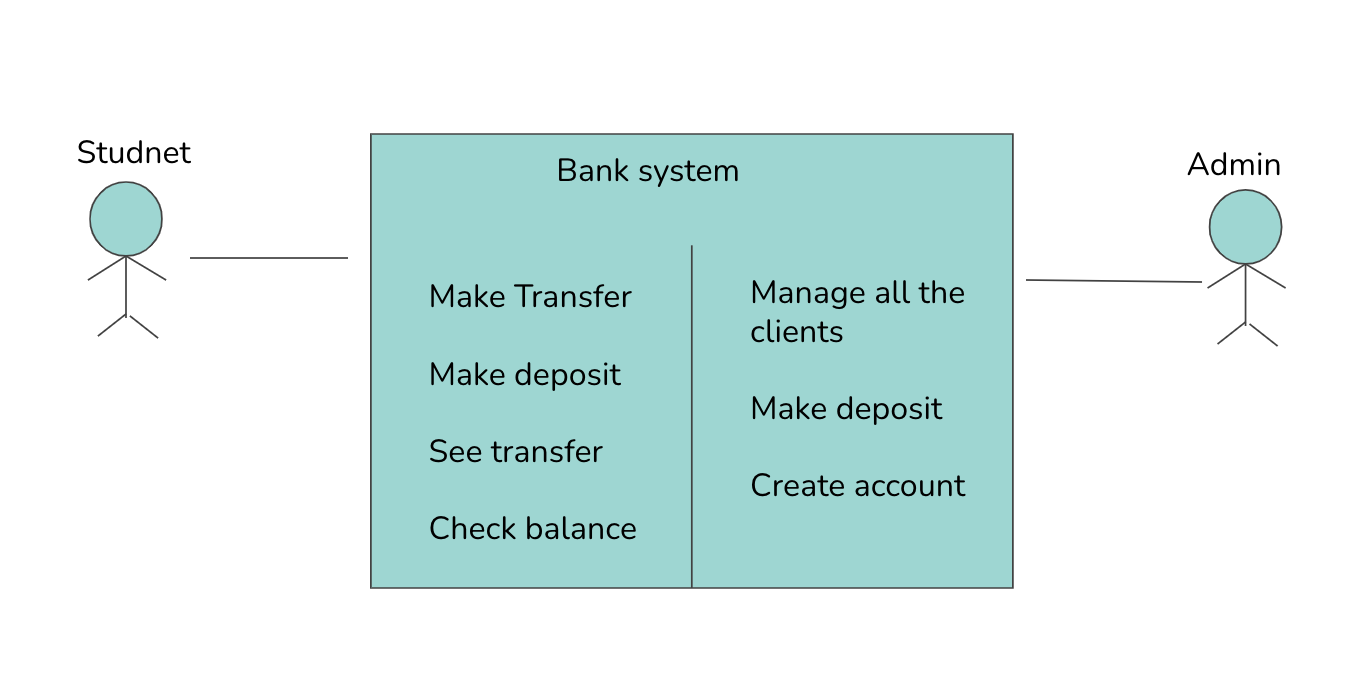 Studnet
Admin
Bank system
Make Transfer
Make deposit
See transfer
Check balance
Manage all the
clients
Make deposit
Create account